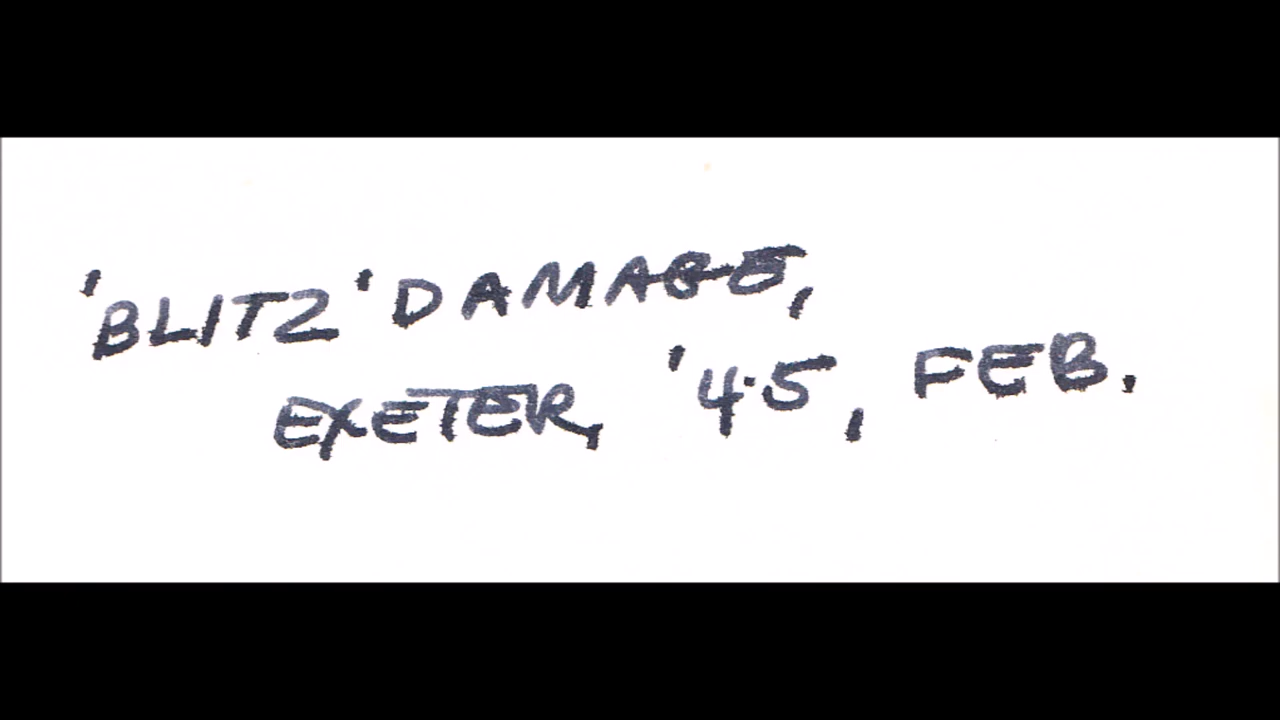 'BLITZ' DAMAGE,
EXETER, '45, FEB.